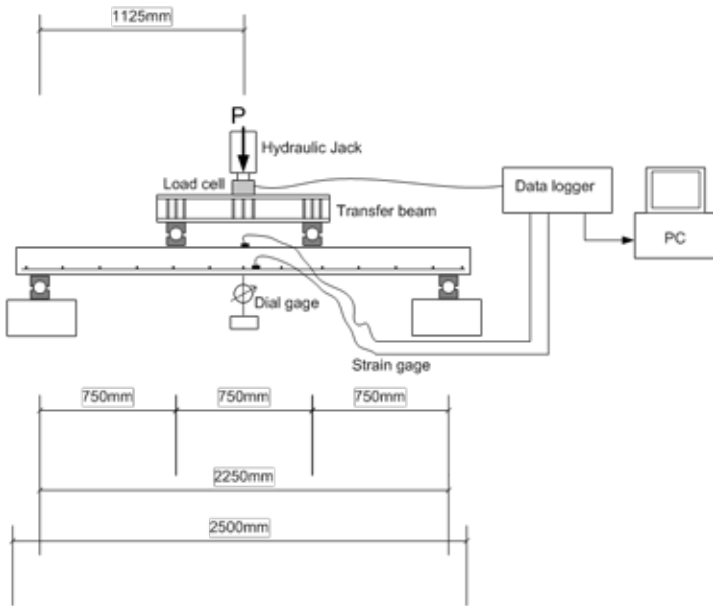 1125mm
P
Hydraulic Jack
Load cell
Data logger
Transfer beam
PC
Dial gage
Strain gage
750mm 750mm 750mm
2250mm
2500mm